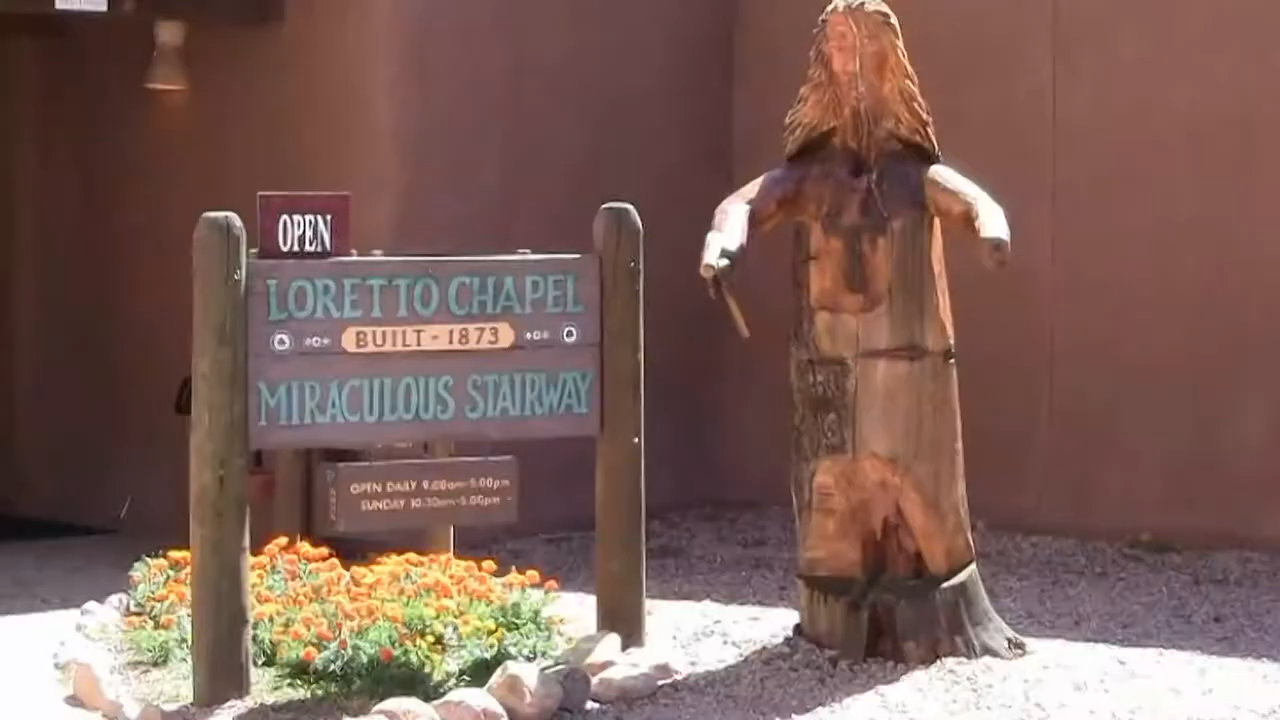 OPEN
LORETTO CHAPEL
BUILT - 1873
MIRACULOUS STAIRWAY
OPEN DAILY 9:00am-5:00pm
SUNDAY 10:30am-5:00pm